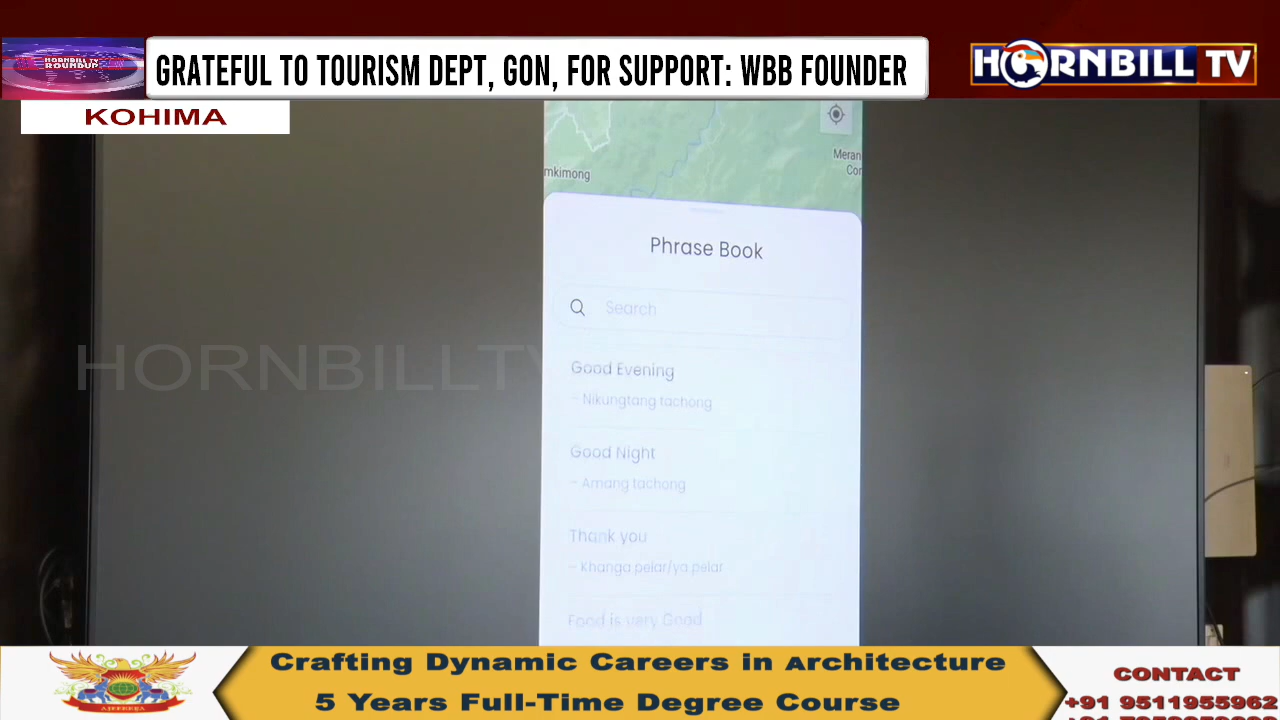 HORNBILL TV
ROUNDUP
GRATEFUL TO TOURISM DEPT, GON, FOR SUPPORT: WBB FOUNDER
HORNBILL TV
KOHIMA
mkimong
Meran
Con
Phrase Book
Search
HORNBILLTV
Good Evening
- Nikungtang tachong
Good Night
- Amang tachong
Thank you
- Khanga pelar/ya pelar
Food is very Good
Crafting Dynamic Careers in Architecture
5 Years Full-Time Degree Course
CONTACT
+91 9511955962